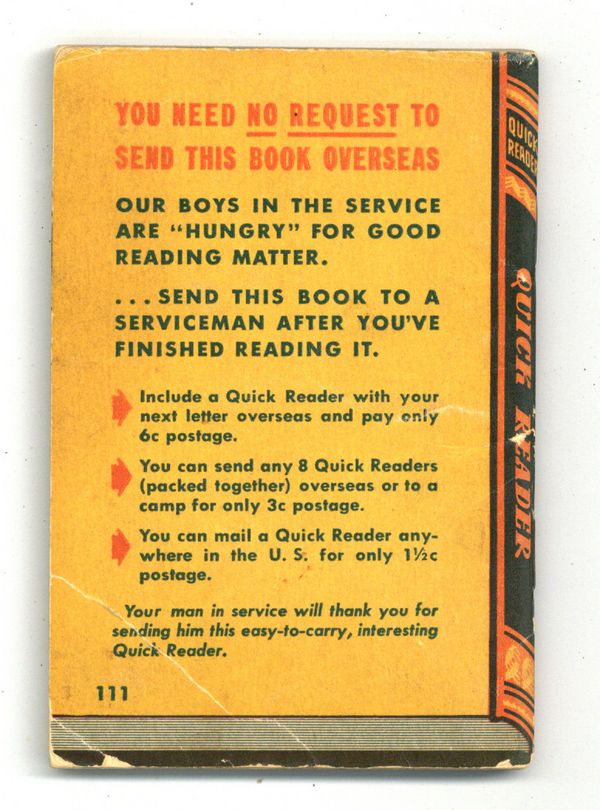 YOU NEED NO REQUEST TO
SEND THIS BOOK OVERSEAS
OUR BOYS IN THE SERVICE
ARE “HUNGRY” FOR GOOD
READING MATTER.
...SEND THIS BOOK TO A
SERVICEMAN AFTER YOU’VE
FINISHED READING IT.
Include a Quick Reader with your
next letter overseas and pay only
6c postage.
You can send any 8 Quick Readers
(packed together) overseas or to a
camp for only 3c postage.
You can mail a Quick Reader any-
where in the U. S. for only 1½c
postage.
Your man in service will thank you for
sending him this easy-to-carry, interesting
Quick Reader.
111
QUICK
READER
QUICK READER